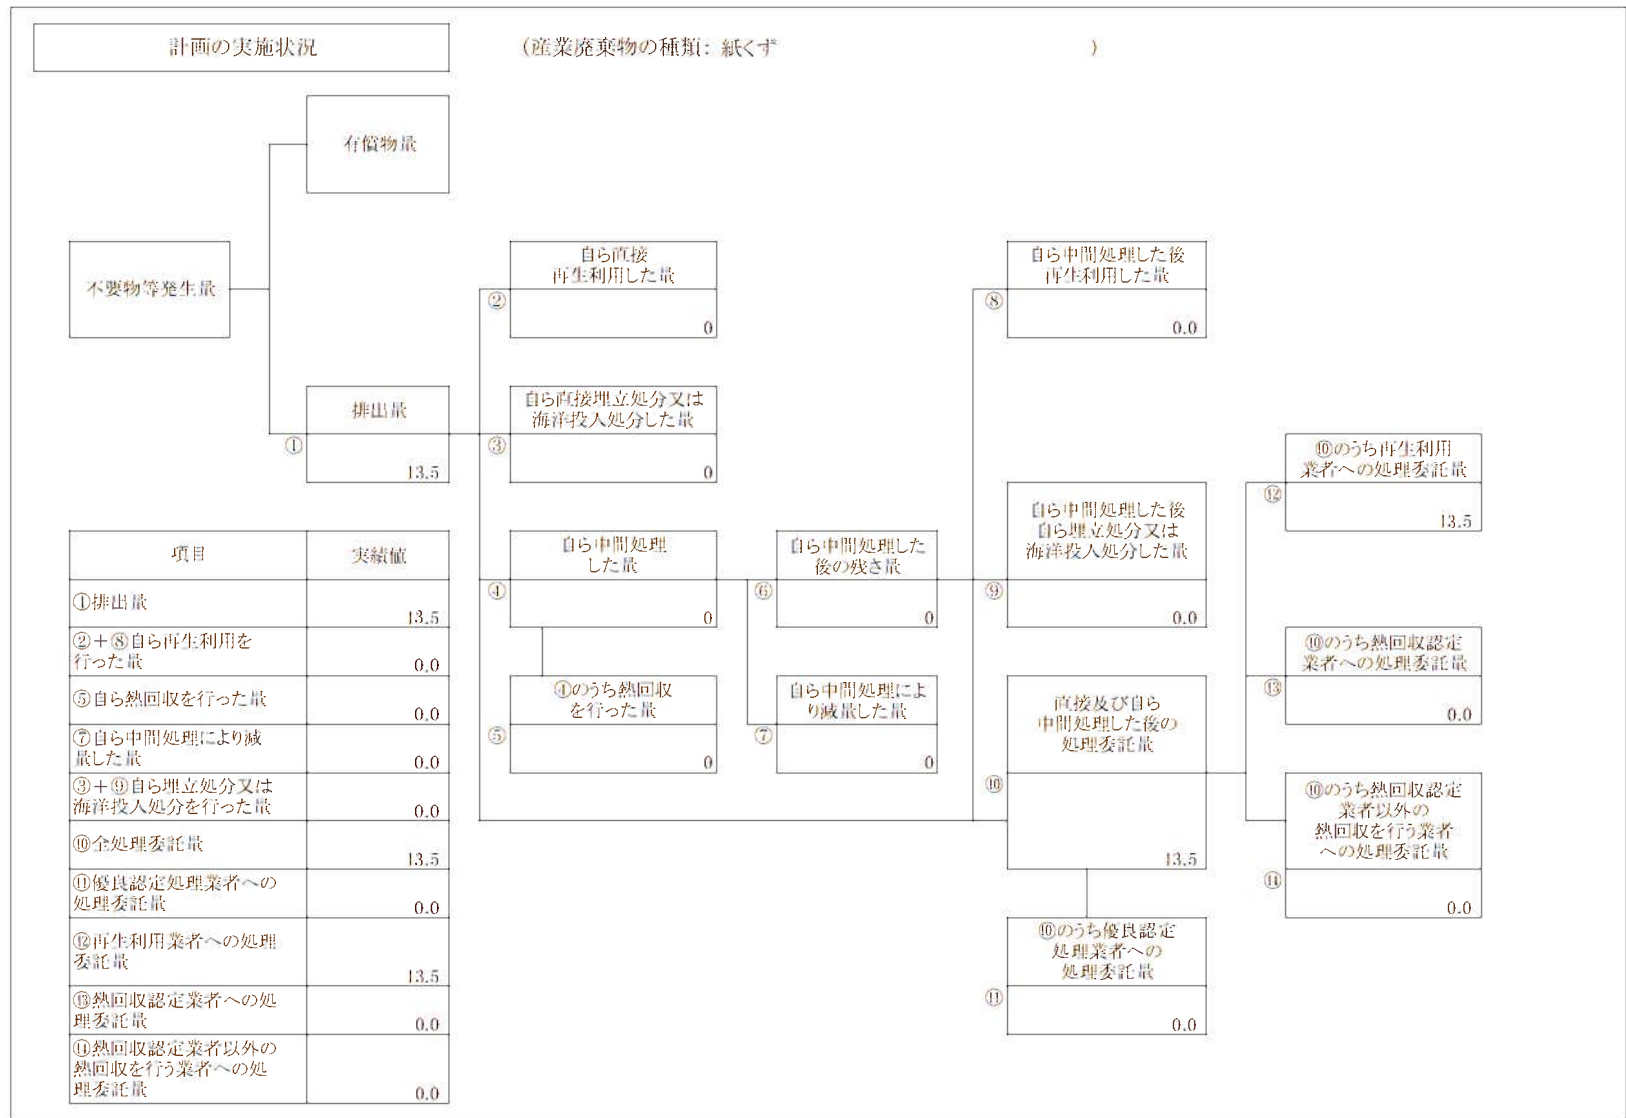 計画の実施状況
(産業廃棄物の種類: 紙くず )
有償物量
不要物等発生量
排出量
①
13.5
自ら直接
再生利用した量
②
0
自ら直接埋立処分又は
海洋投入処分した量
③
0
自ら中間処理
した量
④
0
④のうち熱回収
を行った量
⑤
0
自ら中間処理した
後の残さ量
⑥
0
自ら中間処理によ
り減量した量
⑦
0
自ら中間処理した後
再生利用した量
⑧
0.0
自ら中間処理した後
自ら埋立処分又は
海洋投入処分した量
⑨
0.0
直接及び自ら
中間処理した後の
処理委託量
⑩
13.5
⑩のうち優良認定
処理業者への
処理委託量
⑪
0.0
⑩のうち再生利用
業者への処理委託量
⑫
13.5
⑩のうち熱回収認定
業者への処理委託量
⑬
0.0
⑩のうち熱回収認定
業者以外の
熱回収を行う業者
への処理委託量
⑭
0.0
項目 実績値
①排出量
13.5
②+⑧自ら再生利用を
行った量 0.0
⑤自ら熱回収を行った量
0.0
⑦自ら中間処理により減
量した量 0.0
③+⑨自ら埋立処分又は
海洋投入処分を行った量 0.0
⑩全処理委託量
13.5
⑪優良認定処理業者への
処理委託量 0.0
⑫再生利用業者への処理
委託量
13.5
⑬熱回収認定業者への処
理委託量 0.0
⑭熱回収認定業者以外の
熱回収を行う業者への処
理委託量 0.0